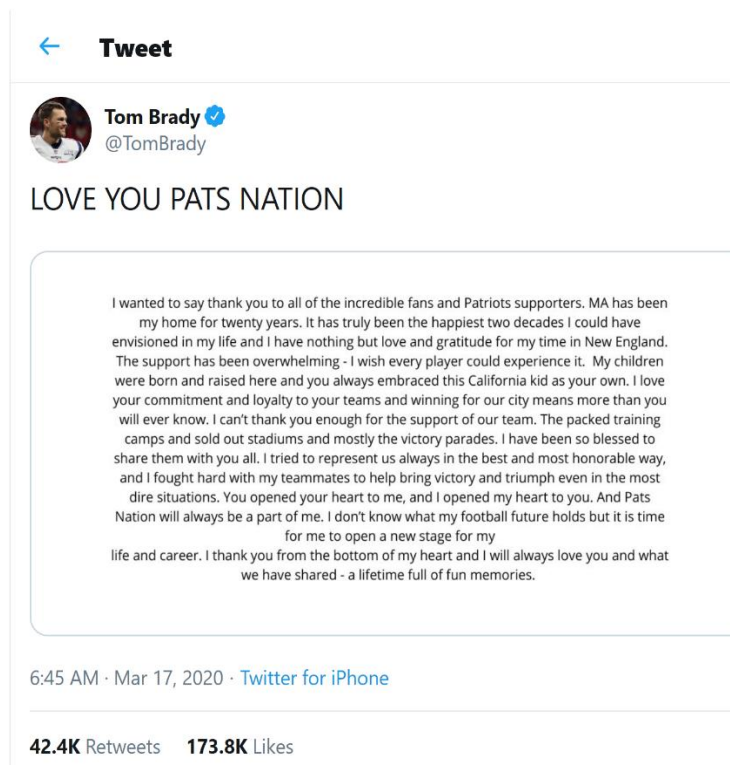 Tweet
Tom Brady
@TomBrady
LOVE YOU PATS NATION
I wanted to say thank you to all of the incredible fans and Patriots supporters. MA has been
my home for twenty years. It has truly been the happiest two decades I could have
envisioned in my life and I have nothing but love and gratitude for my time in New England.
The support has been overwhelming - I wish every player could experience it.  My children
were born and raised here and you always embraced this California kid as your own. I love
your commitment and loyalty to your teams and winning for our city means more than you
will ever know. I can't thank you enough for the support of our team. The packed training
camps and sold out stadiums and mostly the victory parades. I have been so blessed to
share them with you all. I tried to represent us always in the best and most honorable way,
and I fought hard with my teammates to help bring victory and triumph even in the most
dire situations. You opened your heart to me, and I opened my heart to you. And Pats
Nation will always be a part of me. I don't know what my football future holds but it is time
for me to open a new stage for my
life and career. I thank you from the bottom of my heart and I will always love you and what
we have shared - a lifetime full of fun memories.
6:45 AM · Mar 17, 2020 · Twitter for iPhone
42.4K Retweets 173.8K Likes